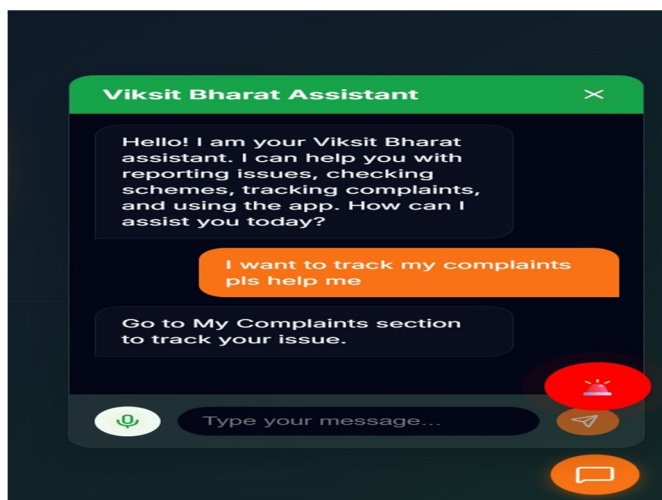 Viksit Bharat Assistant
Hello! I am your Viksit Bharat
assistant. I can help you with
reporting issues, checking
schemes, tracking complaints,
and using the app. How can I
assist you today?
I want to track my complaints
pls help me
Go to My Complaints section
to track your issue.
Type your message...